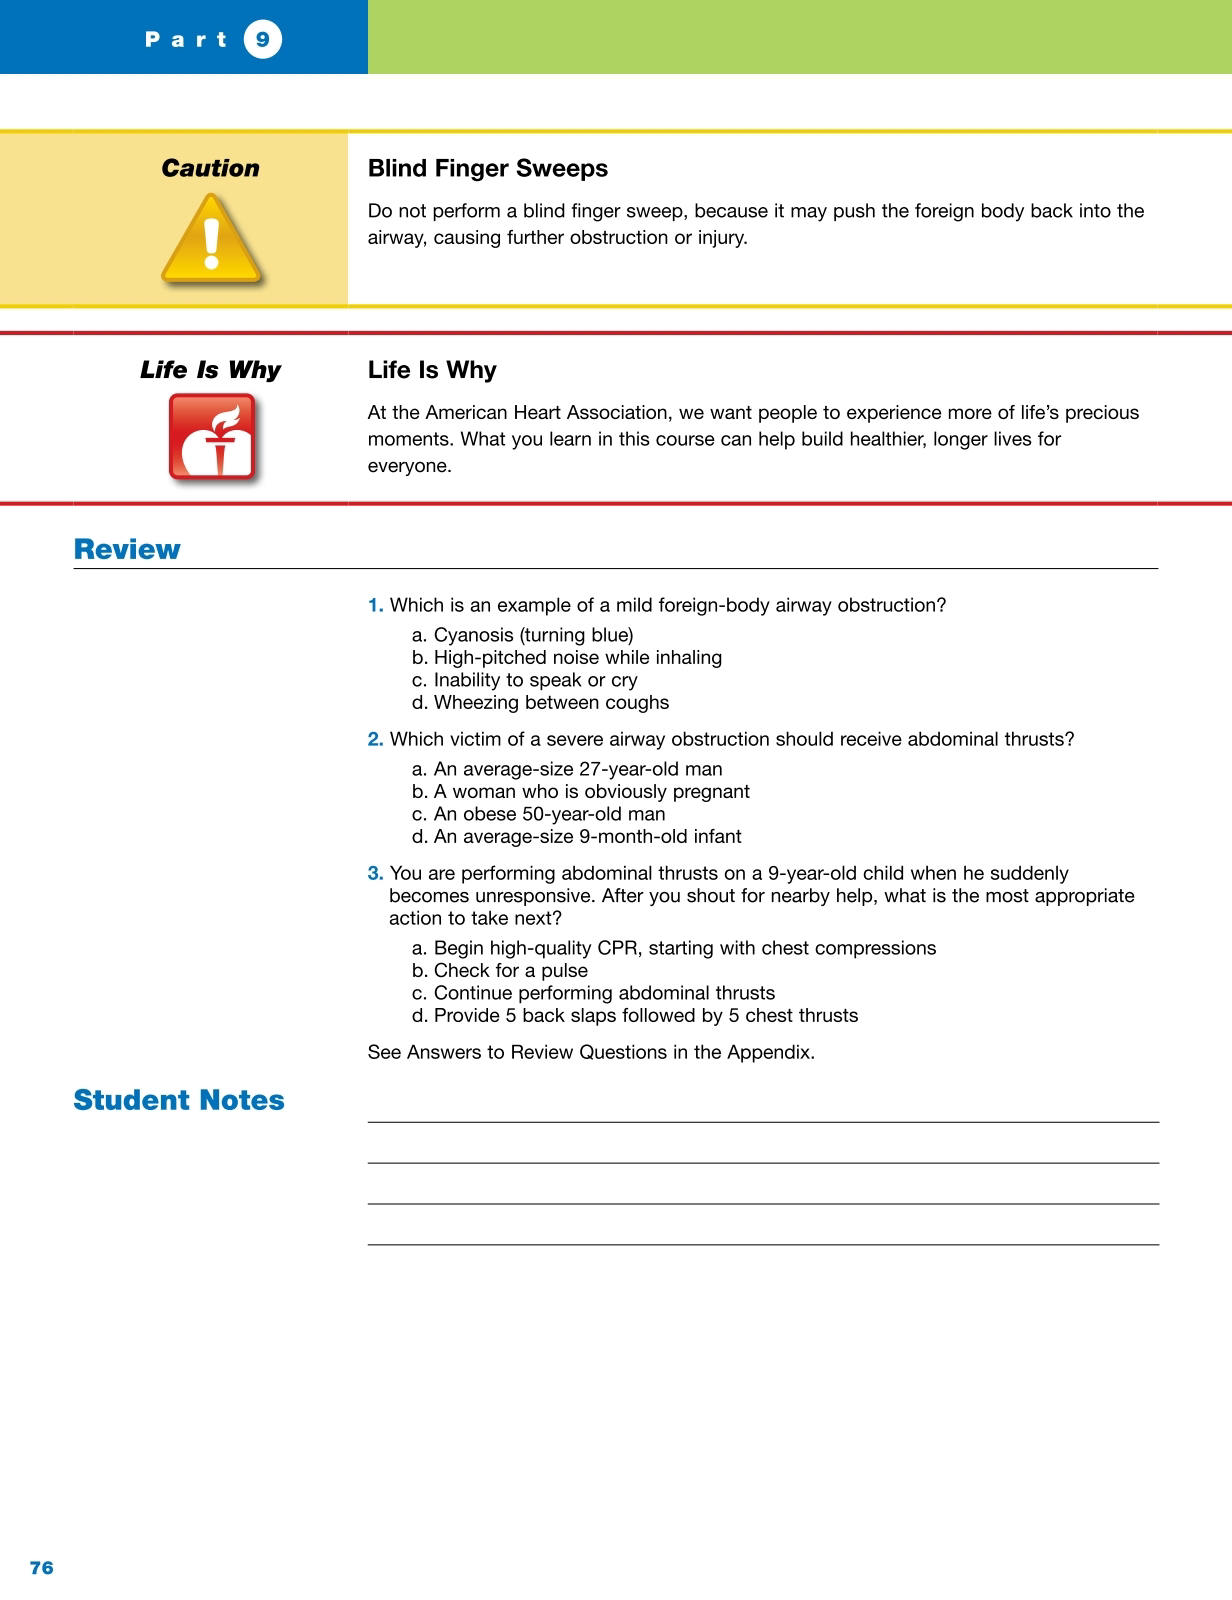 Part 9
Caution
Blind Finger Sweeps
Do not perform a blind finger sweep, because it may push the foreign body back into the
airway, causing further obstruction or injury.
Life Is Why
Life Is Why
At the American Heart Association, we want people to experience more of life’s precious
moments. What you learn in this course can help build healthier, longer lives for
everyone.
Review
1. Which is an example of a mild foreign-body airway obstruction?
a. Cyanosis (turning blue)
b. High-pitched noise while inhaling
c. Inability to speak or cry
d. Wheezing between coughs
2. Which victim of a severe airway obstruction should receive abdominal thrusts?
a. An average-size 27-year-old man
b. A woman who is obviously pregnant
c. An obese 50-year-old man
d. An average-size 9-month-old infant
3. You are performing abdominal thrusts on a 9-year-old child when he suddenly
becomes unresponsive. After you shout for nearby help, what is the most appropriate
action to take next?
a. Begin high-quality CPR, starting with chest compressions
b. Check for a pulse
c. Continue performing abdominal thrusts
d. Provide 5 back slaps followed by 5 chest thrusts
See Answers to Review Questions in the Appendix.
Student Notes
76